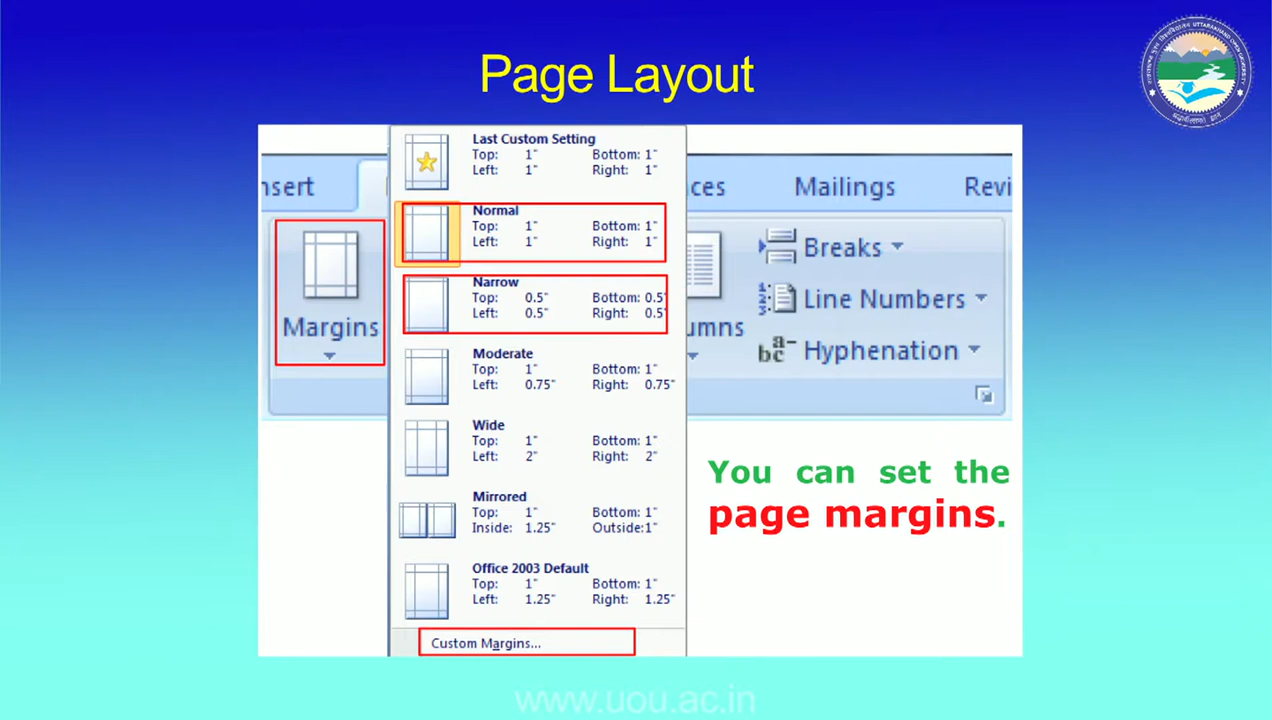 Page Layout
UTTARAKHAND OPEN UNIVERSITY
Last Custom Setting
Top: 1" Bottom: 1"
Left: 1" Right: 1"
nsert
ces Mailings Revi
Normal
Top: 1" Bottom: 1"
Left: 1" Right: 1"
Margins
Narrow
Top: 0.5" Bottom: 0.5"
Left: 0.5" Right: 0.5"
Breaks
Line Numbers
umns
abc Hyphenation
Moderate
Top: 1" Bottom: 1"
Left: 0.75" Right: 0.75"
Wide
Top: 1" Bottom: 1"
Left: 2" Right: 2"
Mirrored
Top: 1" Bottom: 1"
Inside: 1.25" Outside:1"
Office 2003 Default
Top: 1" Bottom: 1"
Left: 1.25" Right: 1.25"
Custom Margins...
You can set the
page margins.
www.uou.ac.in